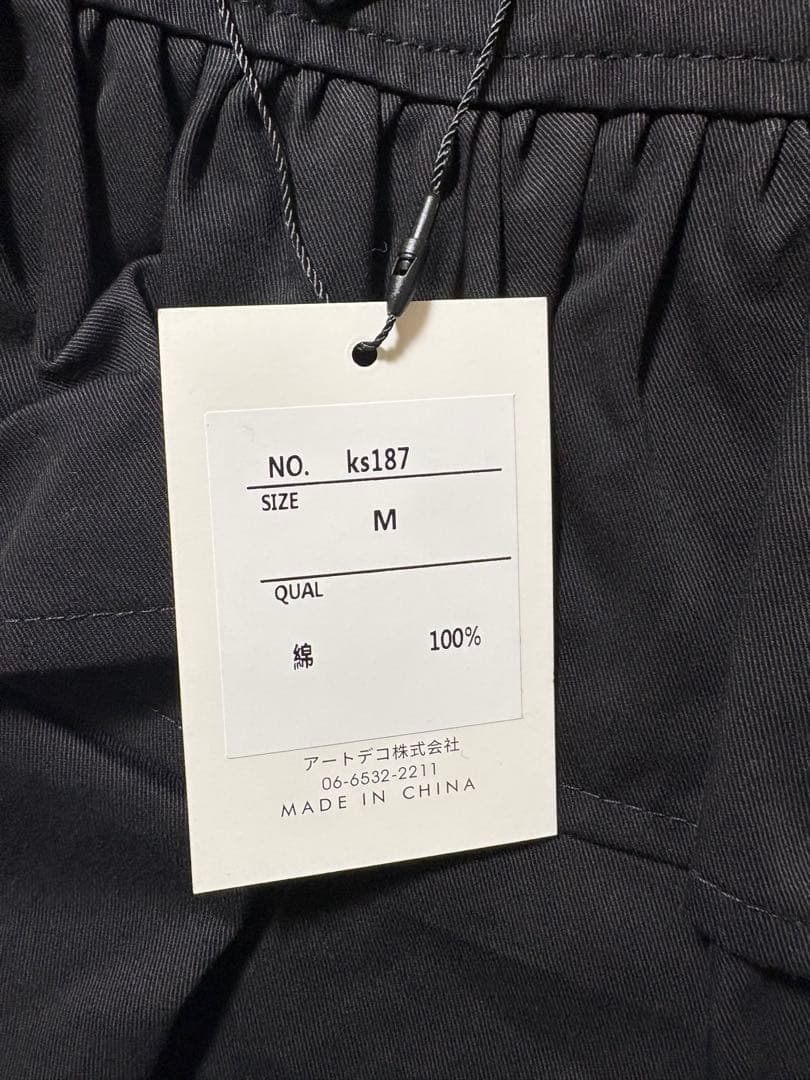 NO. ks187
SIZE
M
QUAL
綿 100%
アートデコ株式会社
06-6532-2211
MADE IN CHINA